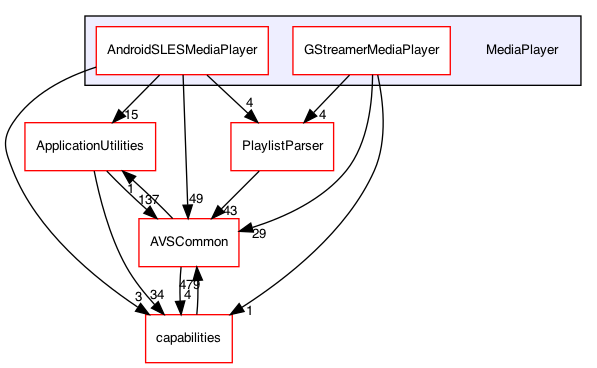 AndroidSLESMediaPlayer
GStreamerMediaPlayer
MediaPlayer
4
4
15
ApplicationUtilities
PlaylistParser
1
137
49
43
29
AVSCommon
479
3
34
4
1
capabilities